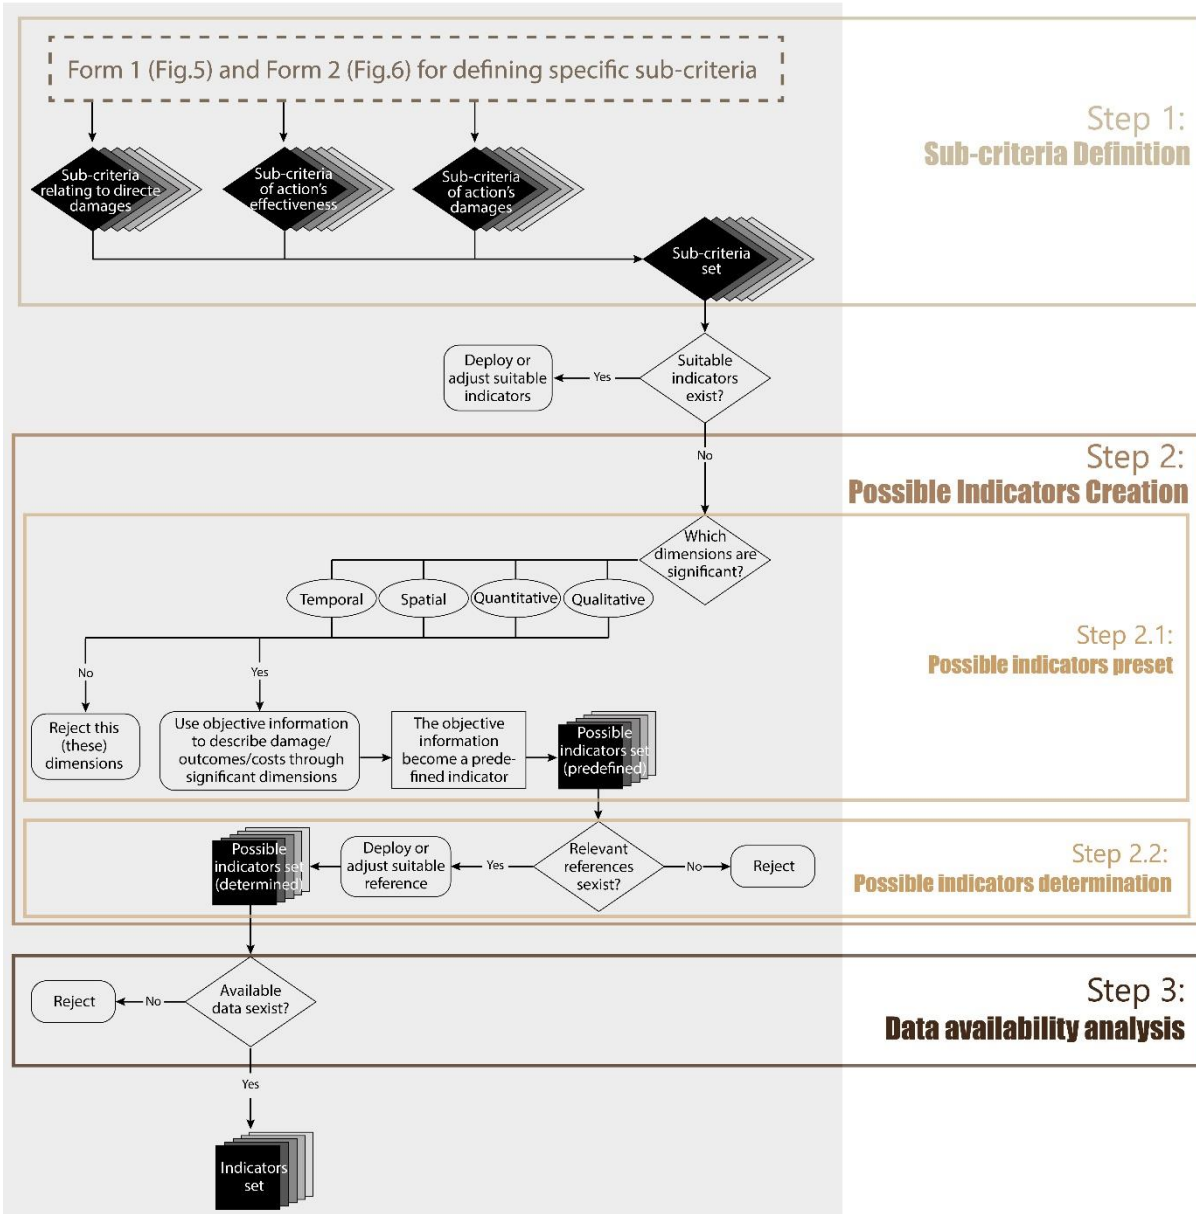 Form 1 (Fig.5) and Form 2 (Fig.6) for defining specific sub-criteria
Step 1:
Sub-criteria Definition
Sub-criteria
relating to directe
damages
Sub-criteria
of action's
effectiveness
Sub-criteria
of action's
damages
Sub-criteria
set
Deploy or
adjust suitable
indicators
Yes
Suitable
indicators
exist?
No
Step 2:
Possible Indicators Creation
Which
dimensions are
significant?
Temporal
Spatial
Quantitative
Qualitative
Step 2.1:
Possible indicators preset
No
Yes
Reject this
(these)
dimensions
Use objective information
to describe damage/
outcomes/costs through
significant dimensions
The objective
information
become a prede-
fined indicator
Possible
indicators set
(predefined)
Possible
indicators set
(determined)
Deploy or
adjust suitable
reference
Yes
Relevant
references
sexist?
No
Reject
Step 2.2:
Possible indicators determination
Reject
No
Available
data sexist?
Step 3:
Data availability analysis
Yes
Indicators
set